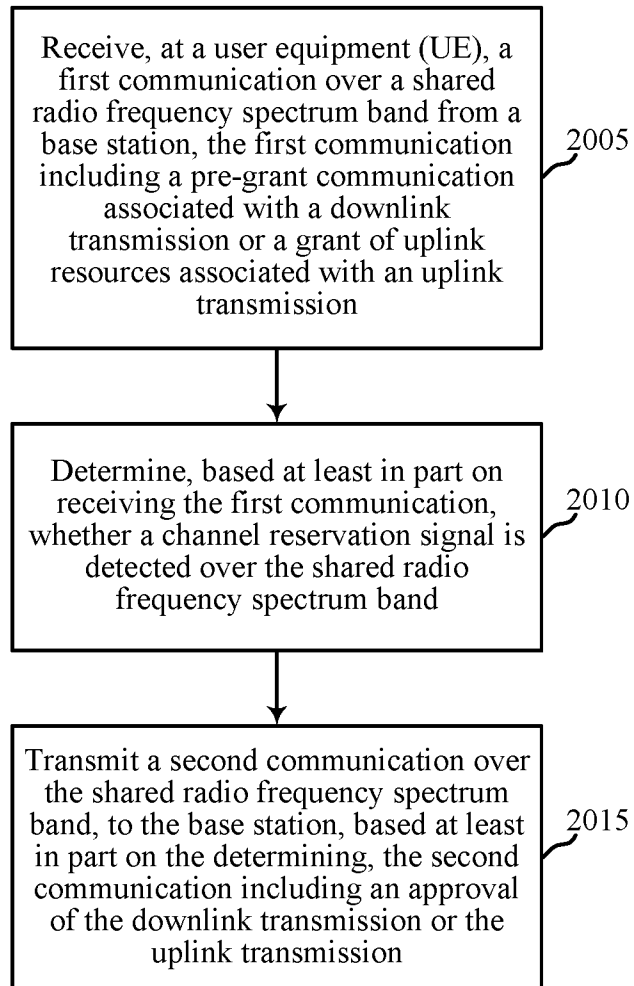 Receive, at a user equipment (UE), a
first communication over a shared
radio frequency spectrum band from a
base station, the first communication
including a pre-grant communication
associated with a downlink
transmission or a grant of uplink
resources associated with an uplink
transmission
2005
Determine, based at least in part on
receiving the first communication,
whether a channel reservation signal is
detected over the shared radio
frequency spectrum band
2010
Transmit a second communication over
the shared radio frequency spectrum
band, to the base station, based at least
in part on the determining, the second
communication including an approval
of the downlink transmission or the
uplink transmission
2015